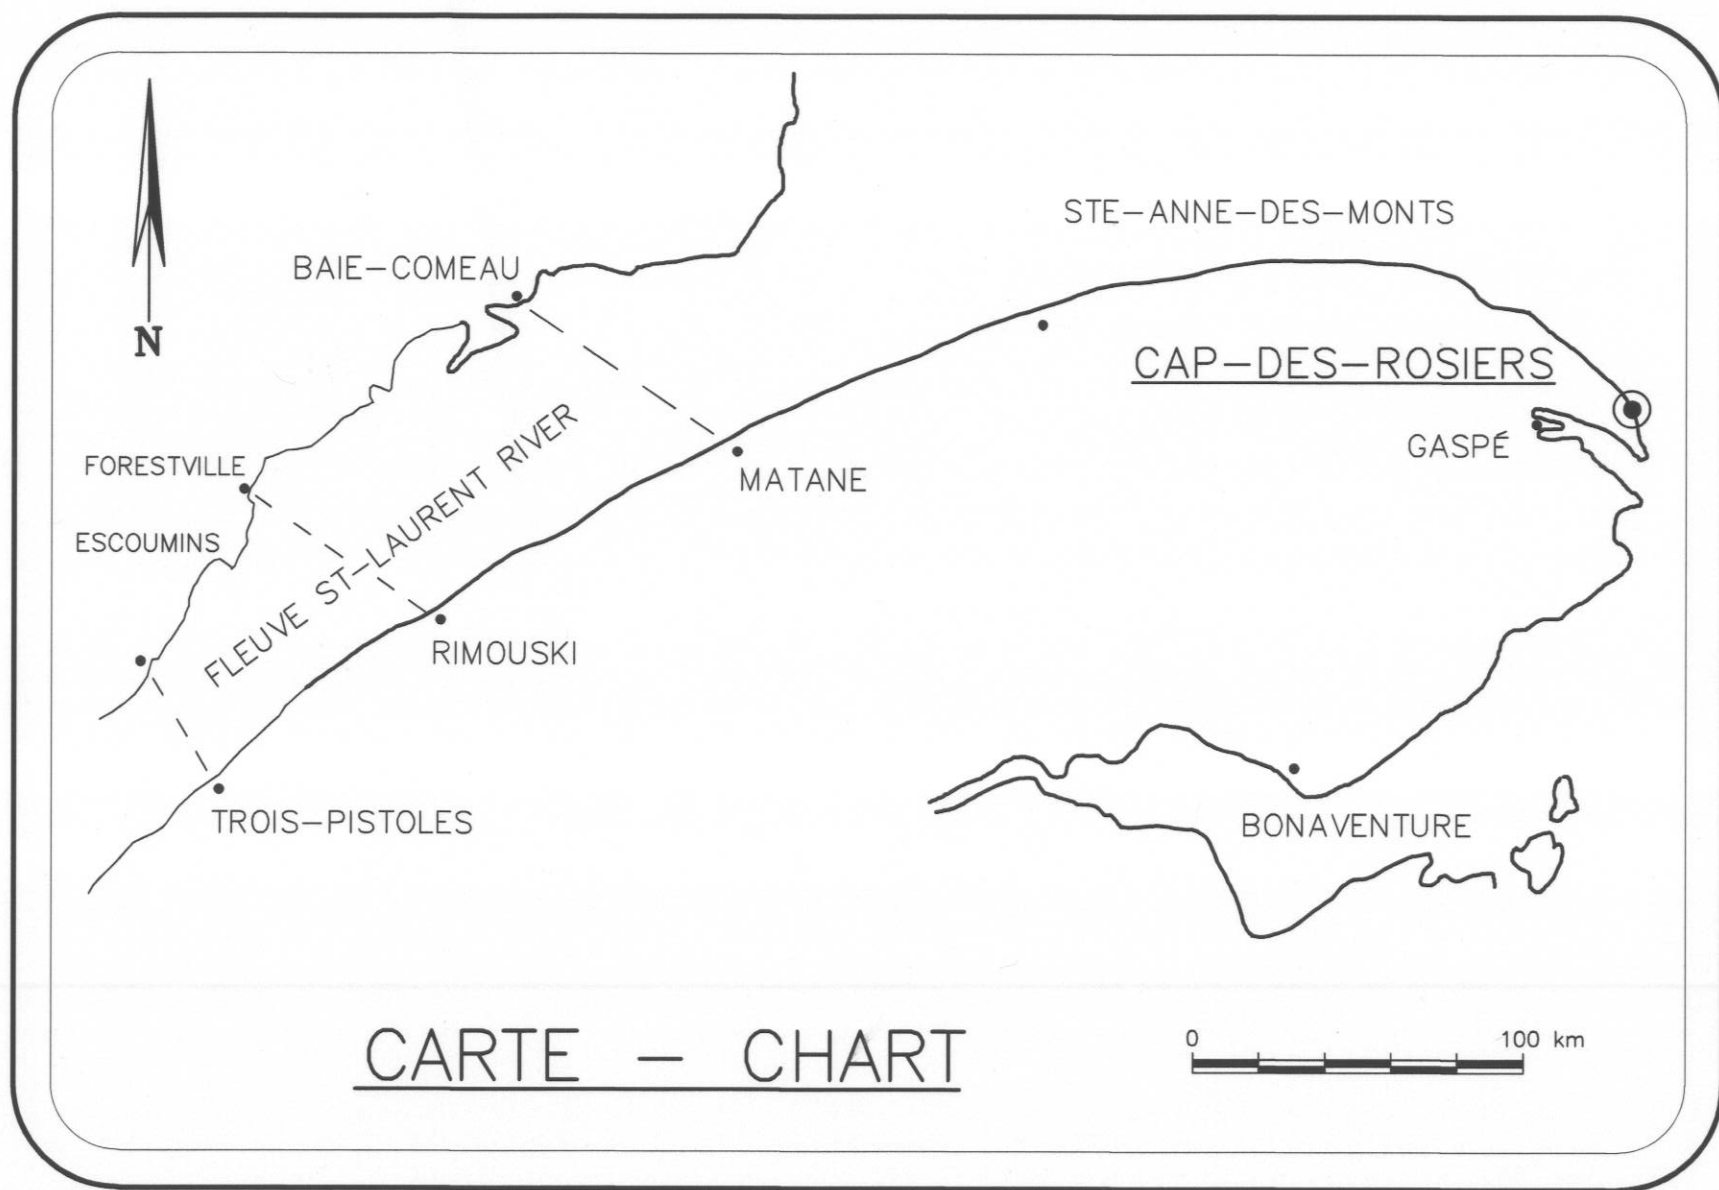 STE-ANNE-DES-MONTS
BAIE-COMEAU
N
CAP-DES-ROSIERS
GASPÉ
FORESTVILLE
MATANE
ESCOUMINS
FLEUVE ST-LAURENT RIVER
RIMOUSKI
TROIS-PISTOLES
BONAVENTURE
CARTE - CHART
0 100 km